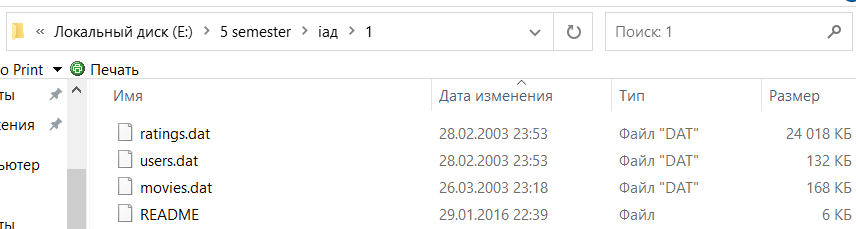 « Локальный диск (E:) > 5 semester > іад > 1 Поиск: 1
o Print Печать
Имя Дата изменения Тип Размер
ratings.dat 28.02.2003 23:53 Файл "DAT" 24 018 КБ
users.dat 28.02.2003 23:53 Файл "DAT" 132 КБ
movies.dat 26.03.2003 23:18 Файл "DAT" 168 КБ
README 29.01.2016 22:39 Файл 6 КБ
ты
жения
ьютер
ты